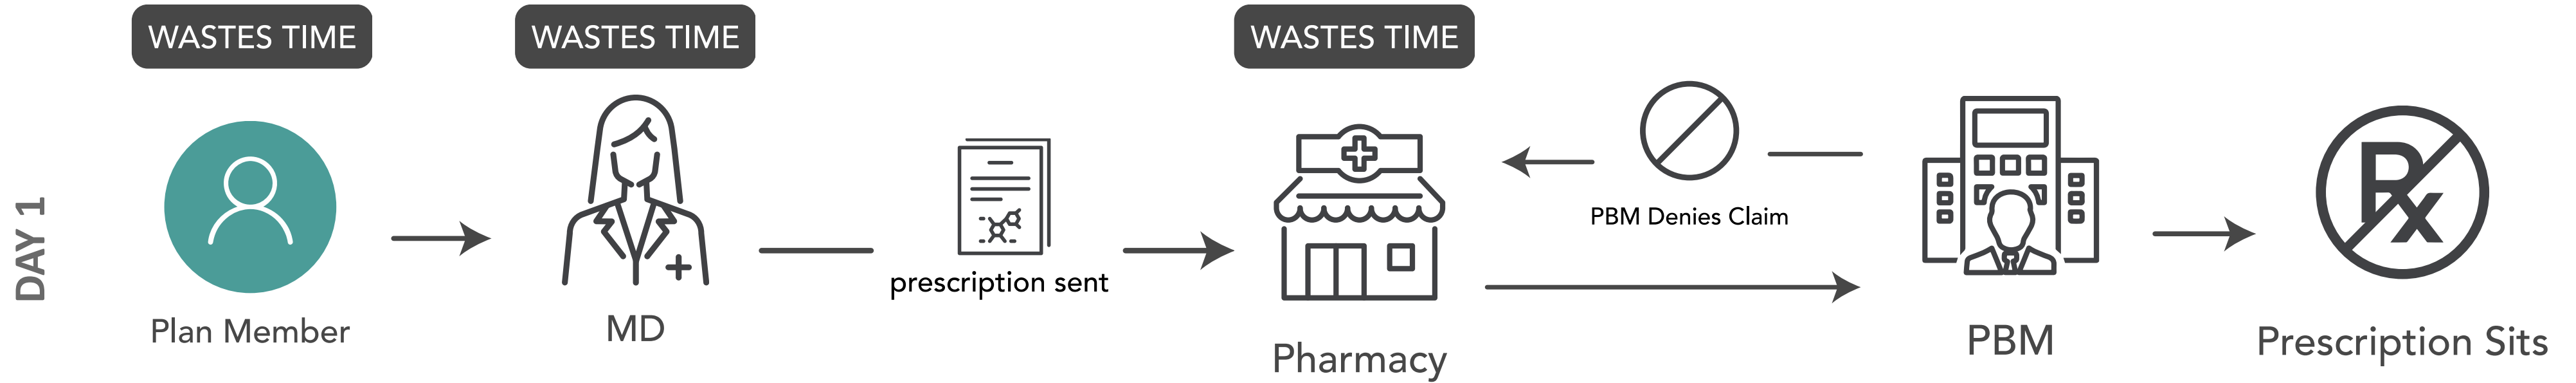 WASTES TIME
WASTES TIME
WASTES TIME
DAY 1
Plan Member
MD
prescription sent
Pharmacy
PBM Denies Claim
PBM
Rx
Prescription Sits